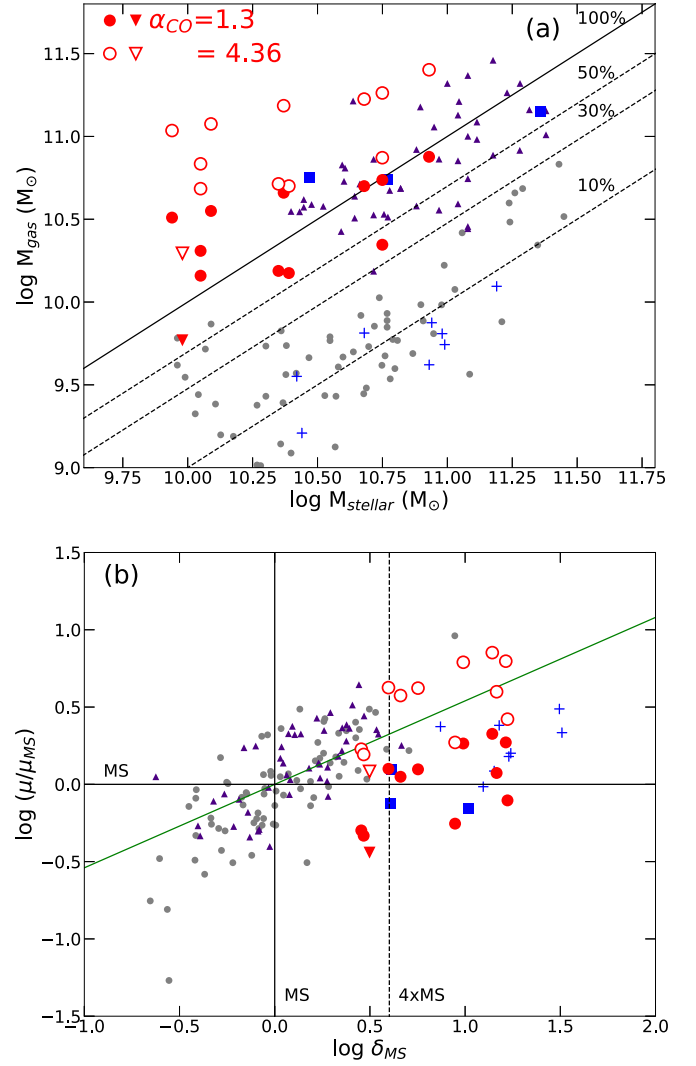 α_CO=1.3
= 4.36
(a)
100%
50%
30%
10%
11.5
11.0
10.5
10.0
9.5
9.0
log M_gas (M_⊙)
9.75 10.00 10.25 10.50 10.75 11.00 11.25 11.50 11.75
log M_stellar (M_⊙)
(b)
1.5
1.0
0.5
0.0
−0.5
−1.0
−1.5
log (μ/μ_MS)
MS
MS
4xMS
−1.0 −0.5 0.0 0.5 1.0 1.5 2.0
log δ_MS